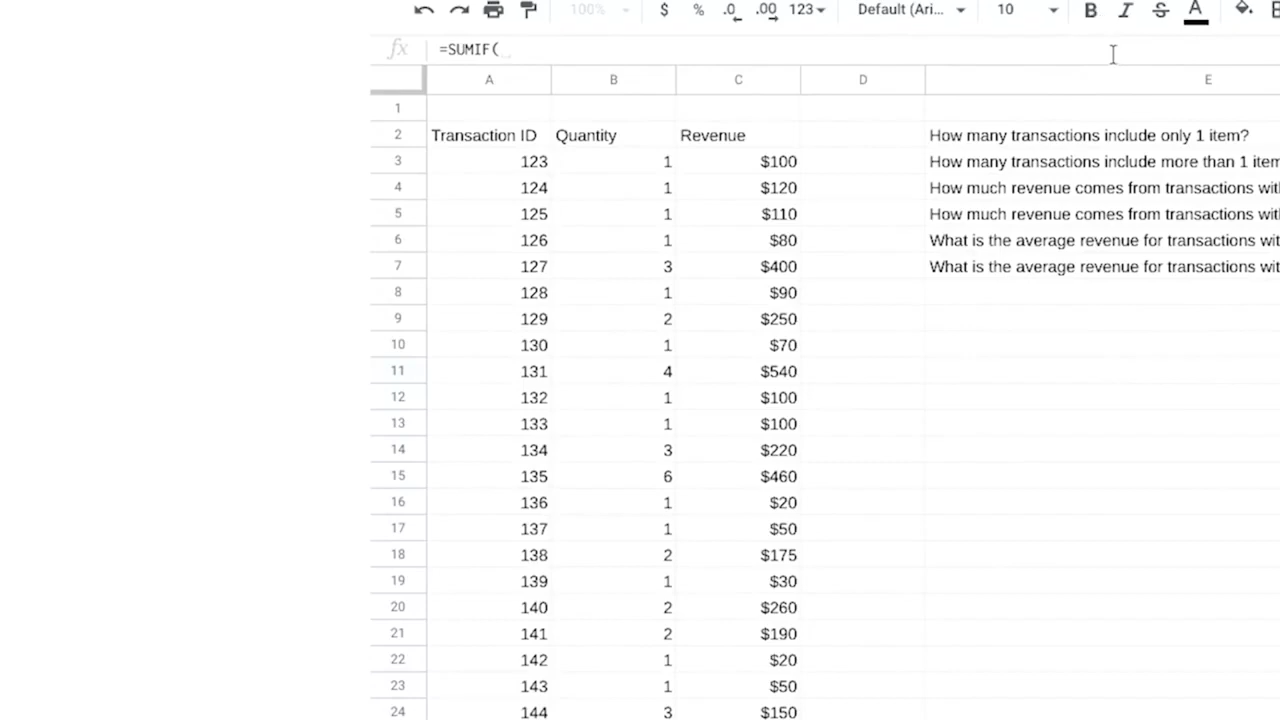 100% $ % .0 .00 123 Default (Ari... 10 B I S A
fx =SUMIF(
A B C D E
1
2 Transaction ID Quantity Revenue How many transactions include only 1 item?
3 123 1 $100 How many transactions include more than 1 item
4 124 1 $120 How much revenue comes from transactions wit
5 125 1 $110 How much revenue comes from transactions wit
6 126 1 $80 What is the average revenue for transactions wit
7 127 3 $400 What is the average revenue for transactions wit
8 128 1 $90
9 129 2 $250
10 130 1 $70
11 131 4 $540
12 132 1 $100
13 133 1 $100
14 134 3 $220
15 135 6 $460
16 136 1 $20
17 137 1 $50
18 138 2 $175
19 139 1 $30
20 140 2 $260
21 141 2 $190
22 142 1 $20
23 143 1 $50
24 144 3 $150